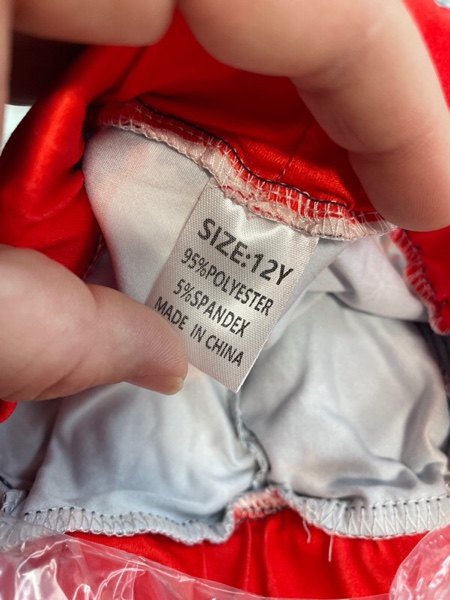 SIZE:12Y
95%POLYESTER
5%SPANDEX
MADE IN CHINA